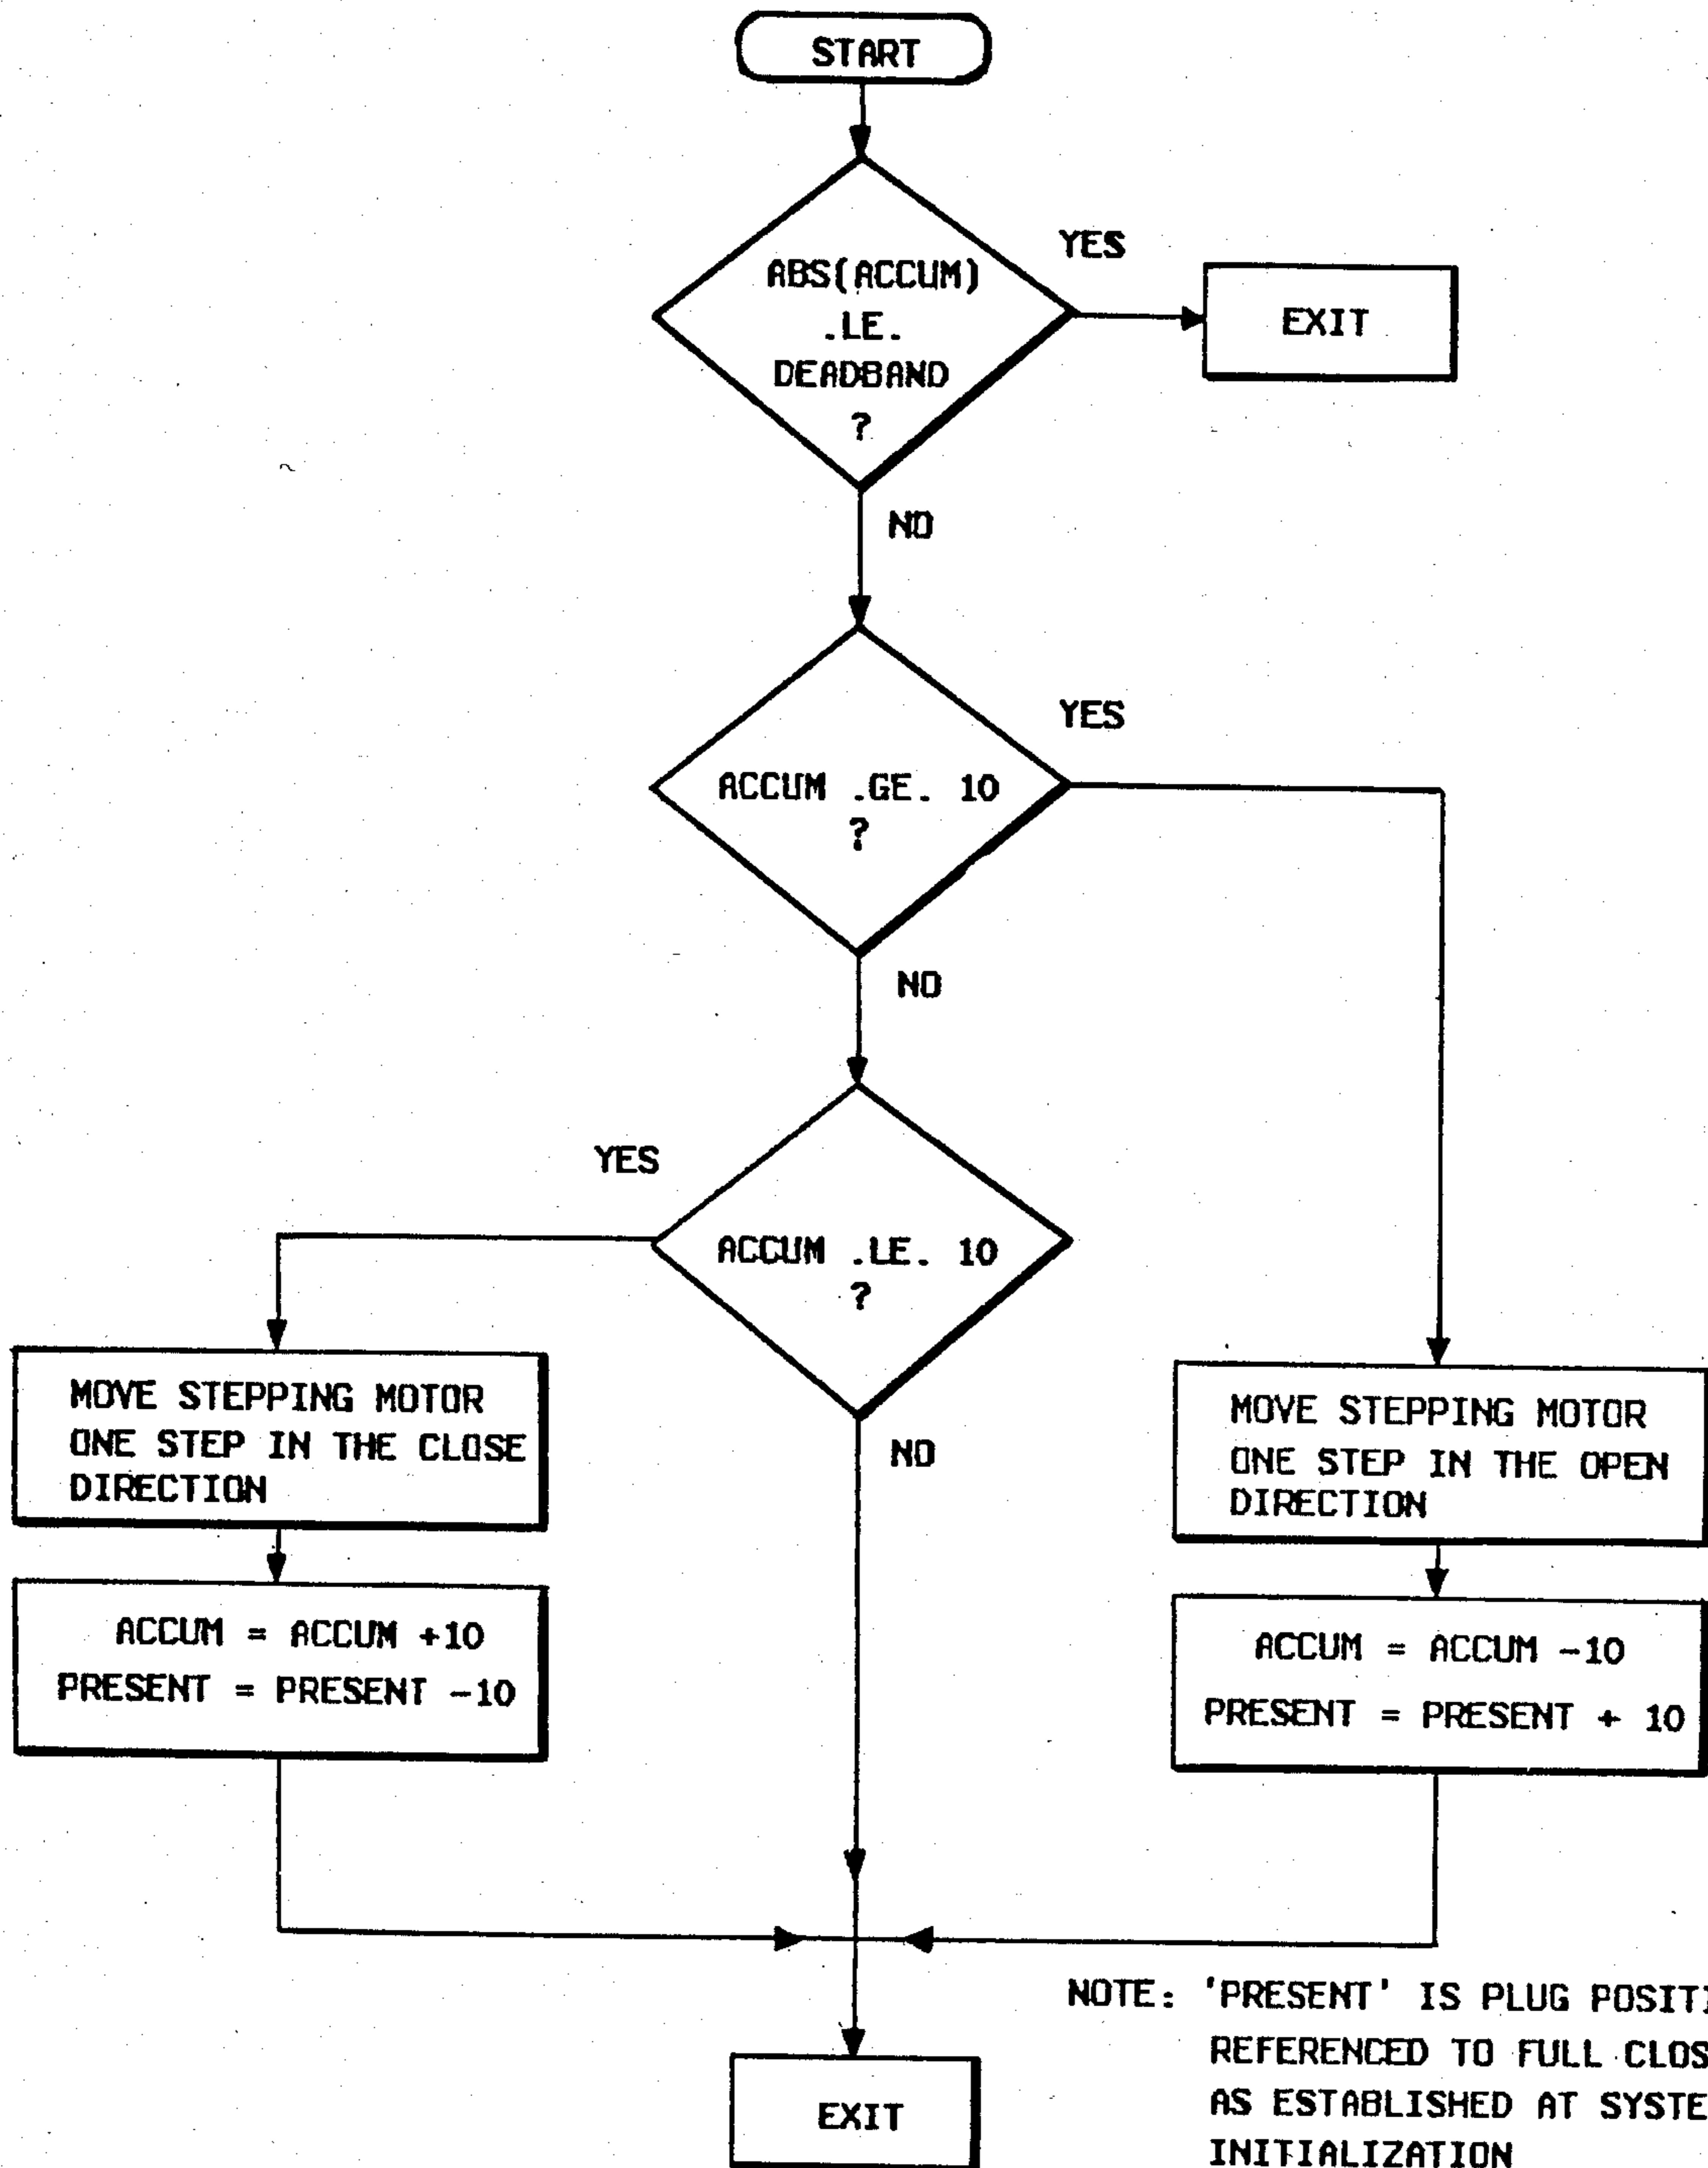 START
ABS(ACCUM)
.LE.
DEADBAND
?
YES
EXIT
NO
ACCUM .GE. 10
?
YES
NO
ACCUM .LE. 10
?
YES
NO
MOVE STEPPING MOTOR
ONE STEP IN THE CLOSE
DIRECTION
ACCUM = ACCUM +10
PRESENT = PRESENT -10
MOVE STEPPING MOTOR
ONE STEP IN THE OPEN
DIRECTION
ACCUM = ACCUM -10
PRESENT = PRESENT + 10
EXIT
NOTE: 'PRESENT' IS PLUG
REFERENCED TO FULL
AS ESTABLISHED AT
INITIALIZATION